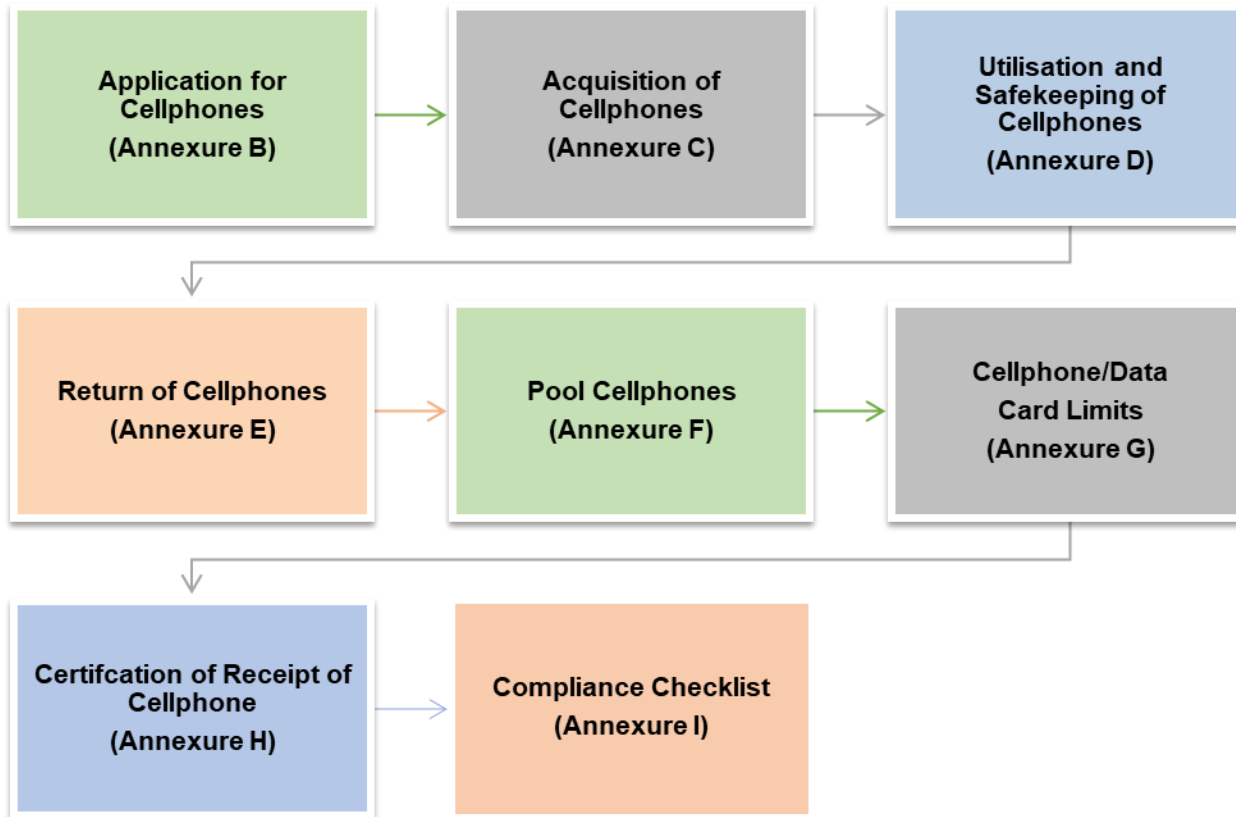 Application for
Cellphones
(Annexure B)
Acquisition of
Cellphones
(Annexure C)
Utilisation and
Safekeeping of
Cellphones
(Annexure D)
Return of Cellphones
(Annexure E)
Pool Cellphones
(Annexure F)
Cellphone/Data
Card Limits
(Annexure G)
Certifcation of Receipt of
Cellphone
(Annexure H)
Compliance Checklist
(Annexure I)